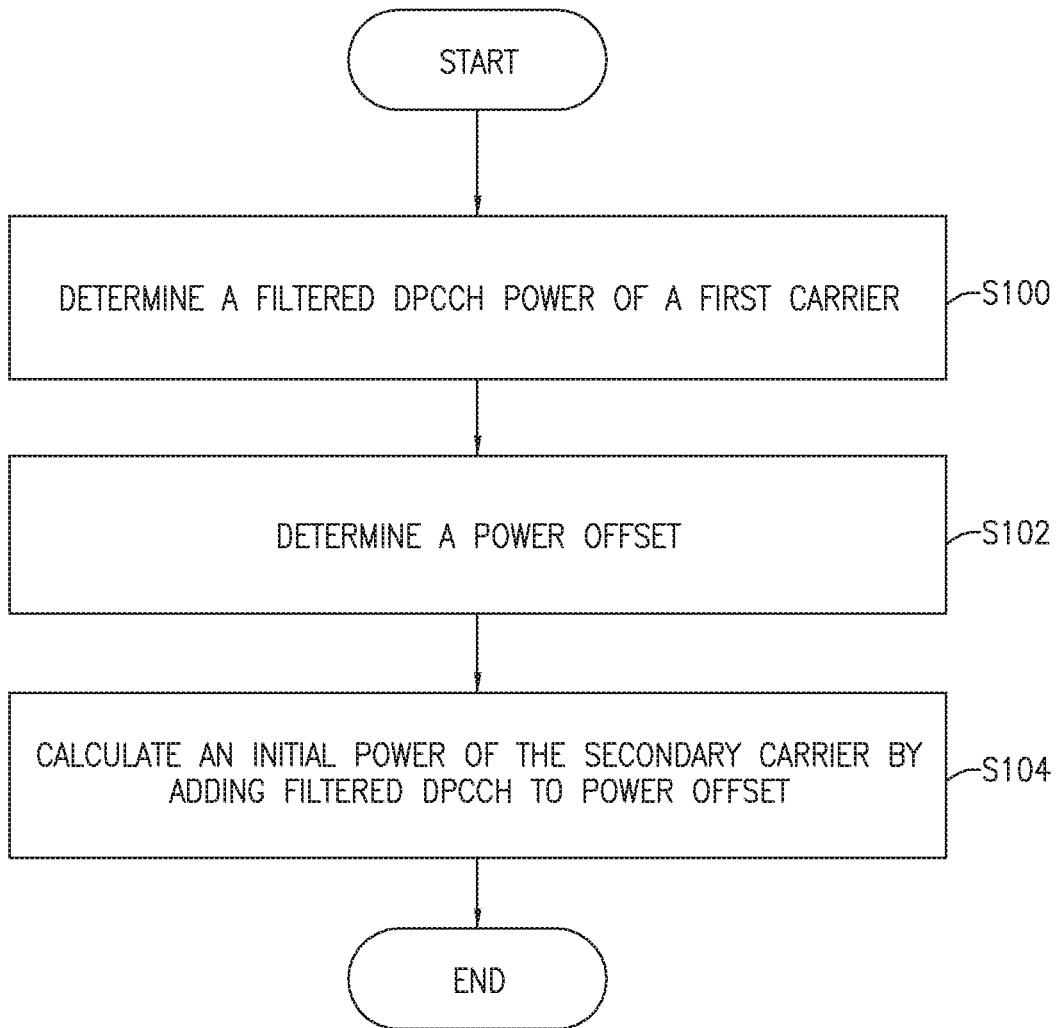 START
DETERMINE A FILTERED DPCCH POWER OF A FIRST CARRIER
S100
DETERMINE A POWER OFFSET
S102
CALCULATE AN INITIAL POWER OF THE SECONDARY CARRIER BY
ADDING FILTERED DPCCH TO POWER OFFSET
S104
END